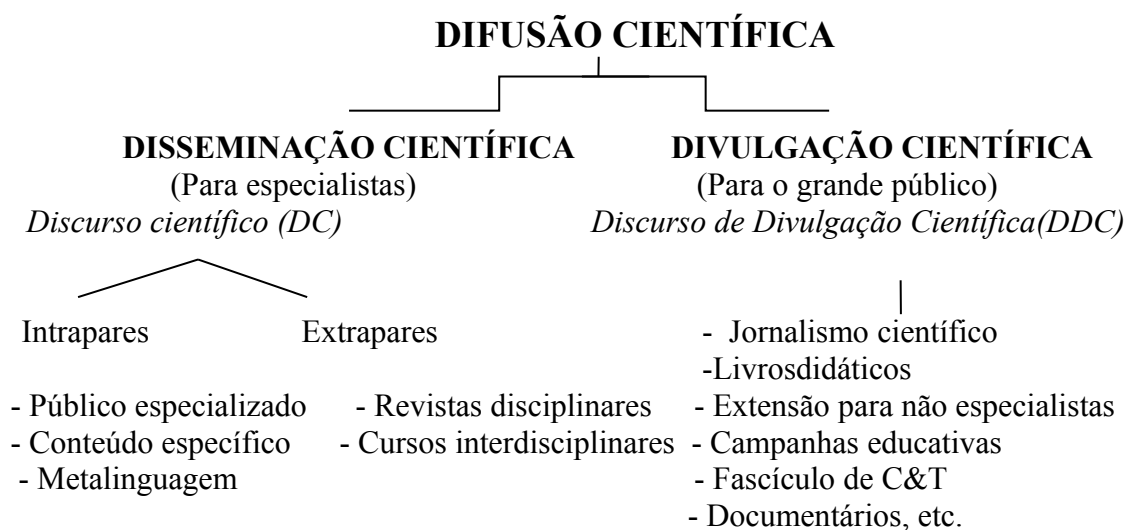 DIFUSÃO CIENTÍFICA
DISSEMINAÇÃO CIENTÍFICA
(Para especialistas)
Discurso científico (DC)
DIVULGAÇÃO CIENTÍFICA
(Para o grande público)
Discurso de Divulgação Científica(DDC)
Intrapares
- Público especializado
- Conteúdo específico
- Metalinguagem
Extrapares
- Revistas disciplinares
- Cursos interdisciplinares
- Jornalismo científico
-Livrosdidáticos
- Extensão para não especialistas
- Campanhas educativas
- Fascículo de C&T
- Documentários, etc.